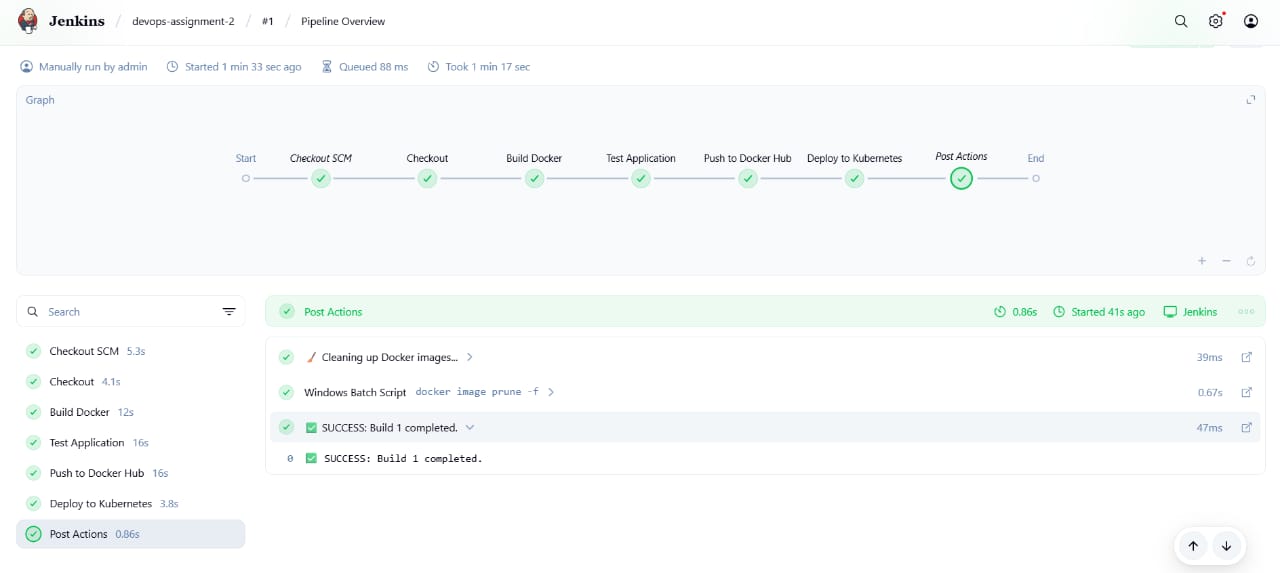 Jenkins / devops-assignment-2 / #1 / Pipeline Overview
Manually run by admin Started 1 min 33 sec ago Queued 88 ms Took 1 min 17 sec
Graph
Start Checkout SCM Checkout Build Docker Test Application Push to Docker Hub Deploy to Kubernetes Post Actions End
Search
Checkout SCM 5.3s
Checkout 4.1s
Build Docker 12s
Test Application 16s
Push to Docker Hub 16s
Deploy to Kubernetes 3.8s
Post Actions 0.86s
Post Actions 0.86s Started 41s ago Jenkins
Cleaning up Docker images... 39ms
Windows Batch Script docker image prune -f 0.67s
✅ SUCCESS: Build 1 completed. 47ms
0 ✅ SUCCESS: Build 1 completed.